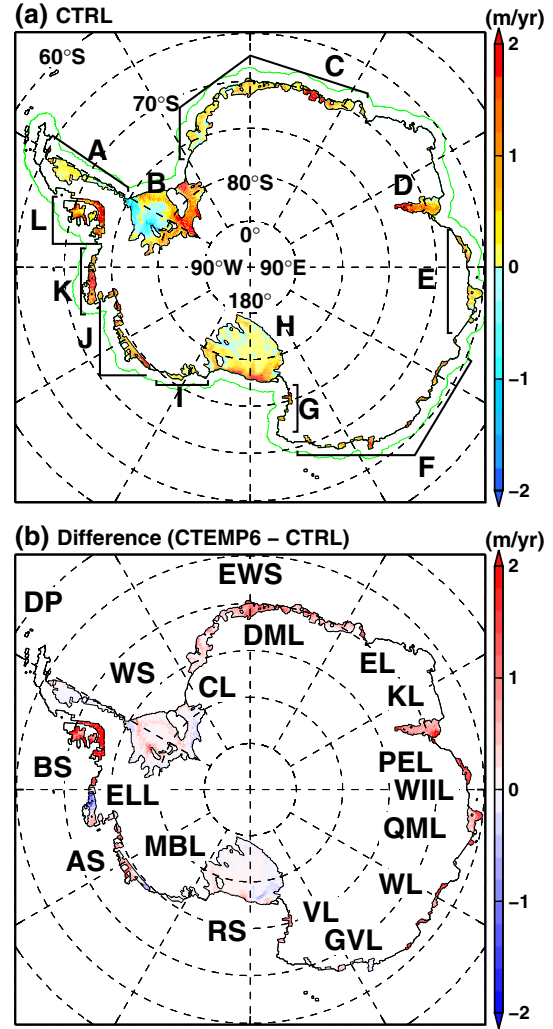 (a) CTRL
(m/yr)
60°S
2
C
70°S
A
1
B
80°S
D
L
0°
90°W
90°E
0
E
K
180°
H
J
−1
I
G
F
−2
(b) Difference (CTEMP6 − CTRL)
(m/yr)
2
EWS
DP
DML
WS
EL
1
CL
KL
PEL
BS
WIIL
0
ELL
QML
MBL
AS
WL
−1
VL
RS
GVL
−2